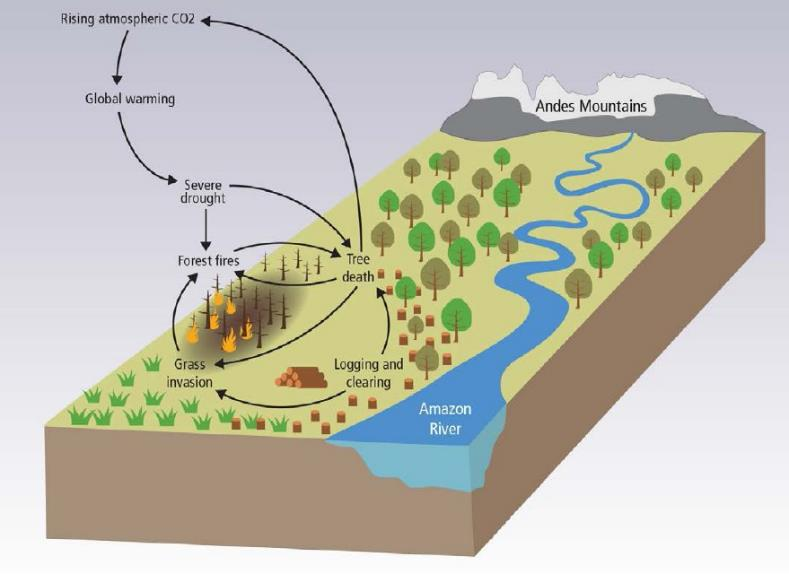 Rising atmospheric CO2
Global warming
Andes Mountains
Severe
drought
Forest fires
Tree
death
Grass
invasion
Logging and
clearing
Amazon
River